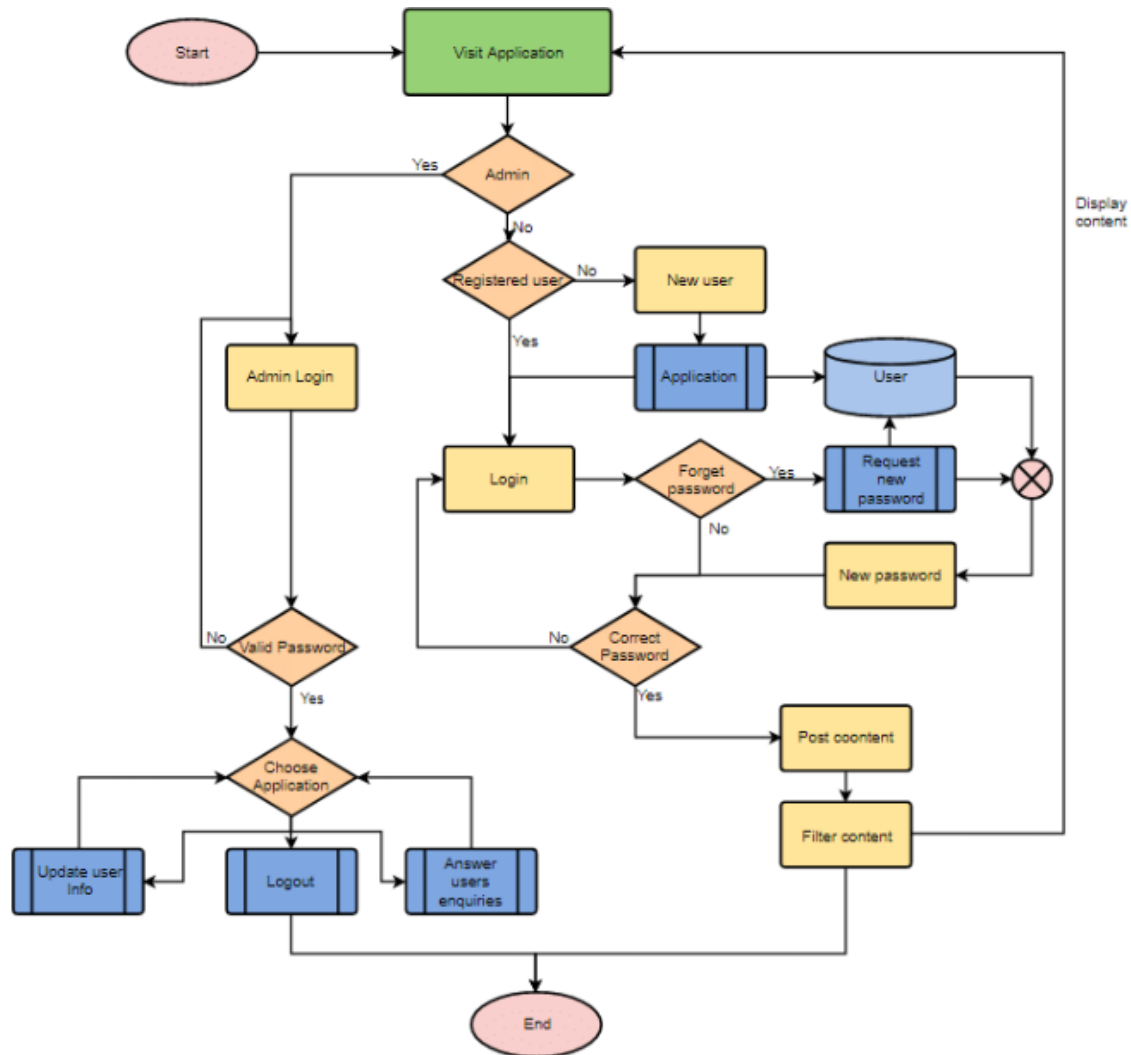 Start
Visit Application
Yes
Admin
Display
content
No
Registered user
No
New user
Yes
Admin Login
Application
User
Login
Forget
password
Yes
Request
new
password
No
New password
No
Valid Password
No
Correct
Password
Yes
Yes
Post coontent
Choose
Application
Filter content
Update user
Info
Logout
Answer
users
enquiries
End